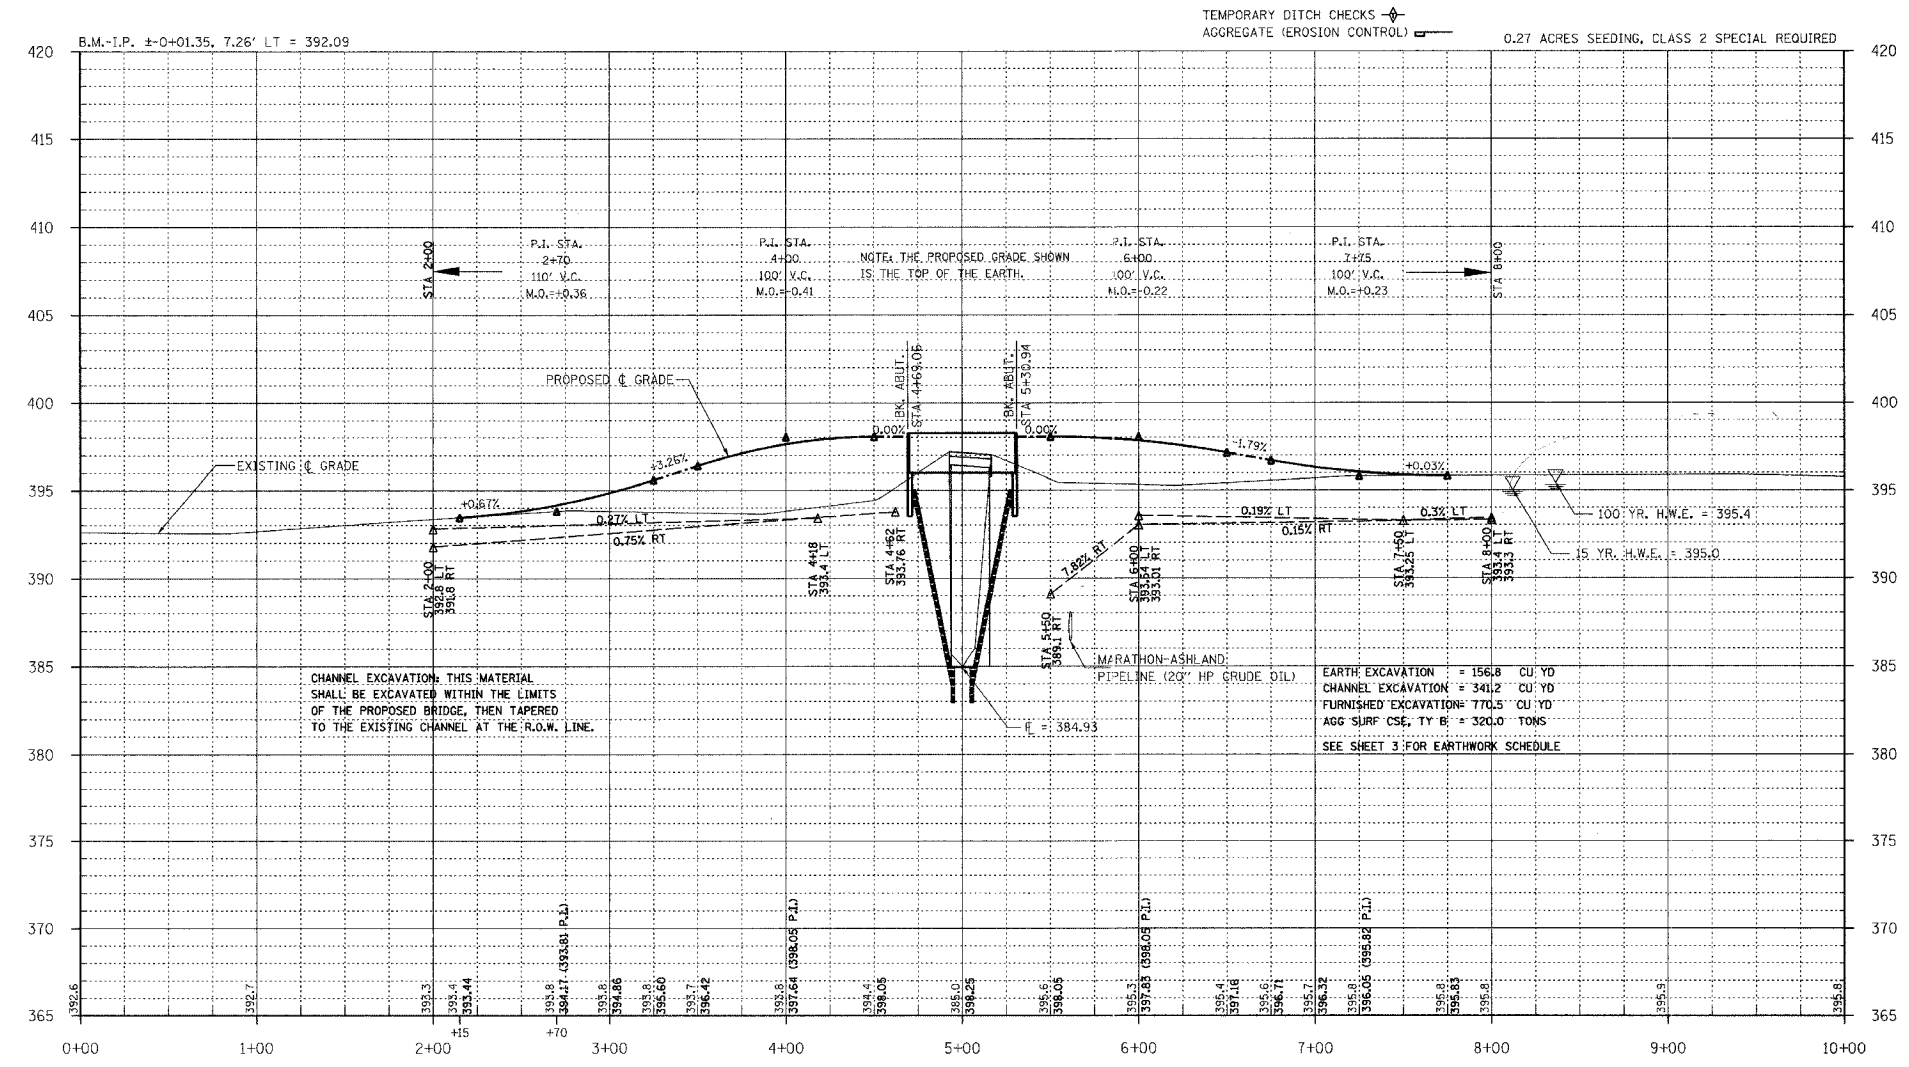 TEMPORARY DITCH CHECKS
AGGREGATE (EROSION CONTROL)
B.M.-I.P. ±-0+01.35, 7.26' LT = 392.09
0.27 ACRES SEEDING, CLASS 2 SPECIAL REQUIRED
420
420
415
415
410
410
STA 2+00
P.I. STA.
2+70
110' V.C.
M.O.=+0.36
P.I. STA.
4+00
100' V.C.
M.O.=-0.41
NOTE: THE PROPOSED GRADE SHOWN
IS THE TOP OF THE EARTH.
P.I. STA.
6+00
100' V.C.
M.O.=-0.22
P.I. STA.
7+75
100' V.C.
M.O.=+0.23
STA 8+00
405
405
BK. ABUT.
STA 4+69.06
BK. ABUT.
STA 5+30.94
PROPOSED ℄ GRADE
400
400
0.00%
0.00%
EXISTING ℄ GRADE
+3.26%
-1.79%
+0.03%
395
395
+0.67%
0.27% LT
0.75% RT
0.19% LT
0.15% RT
0.3% LT
100 YR. H.W.E. = 395.4
15 YR. H.W.E. = 395.0
7.82% RT
STA 2+00
392.8 LT
391.8 RT
STA 4+18
393.4 LT
STA 4+62
393.76 RT
STA 5+50
389.1 RT
STA 6+00
393.54 LT
393.01 RT
STA 7+50
393.25 LT
STA 8+00
393.4 LT
393.3 RT
390
390
385
385
MARATHON-ASHLAND
PIPELINE (20" HP CRUDE OIL)
CHANNEL EXCAVATION: THIS MATERIAL
SHALL BE EXCAVATED WITHIN THE LIMITS
OF THE PROPOSED BRIDGE, THEN TAPERED
TO THE EXISTING CHANNEL AT THE R.O.W. LINE.
EARTH EXCAVATION = 156.8 CU YD
CHANNEL EXCAVATION = 341.2 CU YD
FURNISHED EXCAVATION= 770.5 CU YD
AGG SURF CSE, TY B = 320.0 TONS
SEE SHEET 3 FOR EARTHWORK SCHEDULE
= 384.93
380
380
375
375
370
370
365
365
392.6
392.7
393.3
393.4
393.44
393.8
394.17 (393.81 P.I.)
393.8
394.86
393.8
395.60
393.7
396.42
393.8
397.64 (398.05 P.I.)
394.4
398.05
385.0
398.25
395.6
398.05
395.3
397.83 (398.05 P.I.)
395.4
397.16
395.6
396.71
395.7
396.32
395.8
396.05 (395.82 P.I.)
395.8
395.83
395.8
395.9
395.8
+15
+70
0+00
1+00
2+00
3+00
4+00
5+00
6+00
7+00
8+00
9+00
10+00